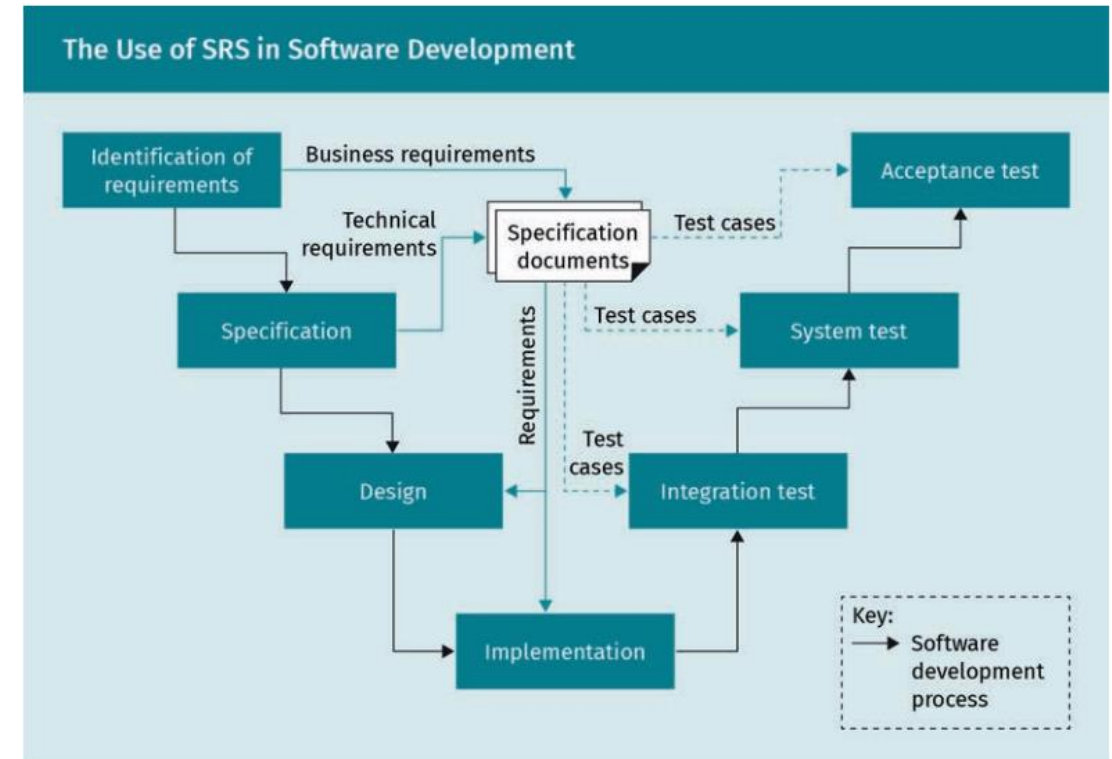 The Use of SRS in Software Development
Identification of
requirements
Business requirements
Acceptance test
Technical
requirements
Specification
documents
Test cases
Specification
Test cases
System test
Requirements
Design
Test
cases
Integration test
Implementation
Key:
Software
development
process